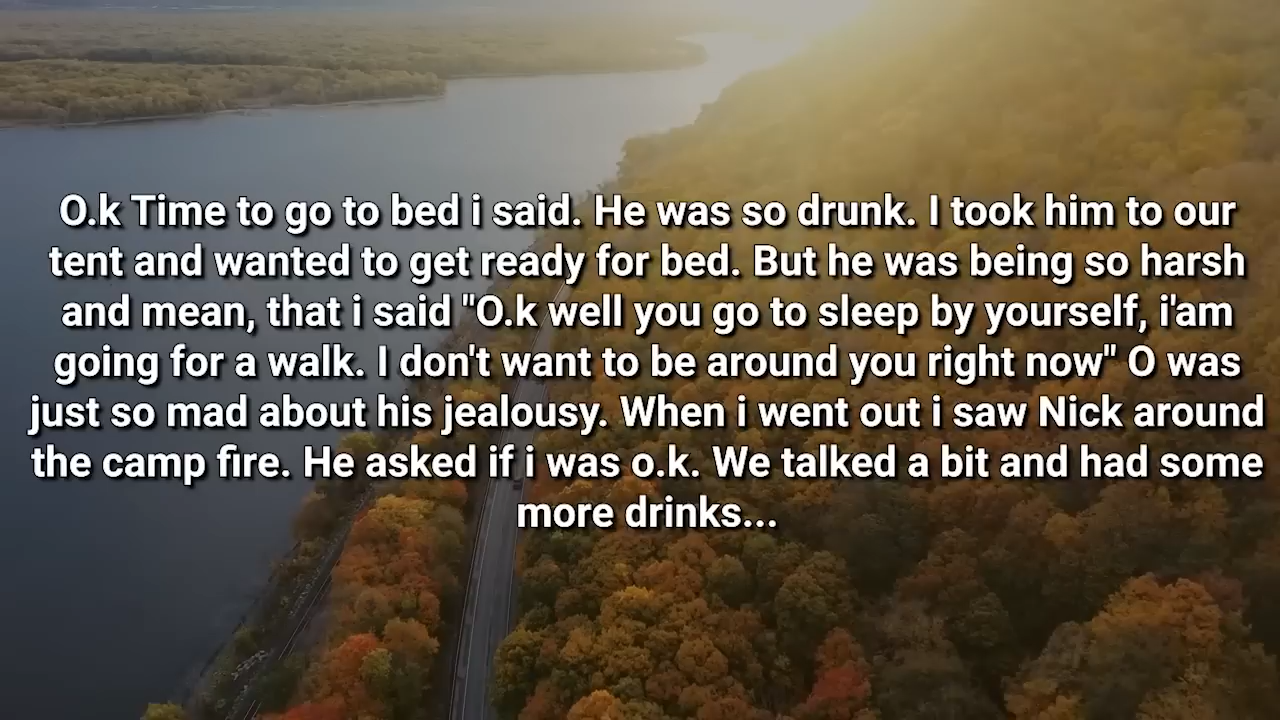 O.k Time to go to bed i said. He was so drunk. I took him to our
tent and wanted to get ready for bed. But he was being so harsh
and mean, that i said "O.k well you go to sleep by yourself, i'am
going for a walk. I don't want to be around you right now" O was
just so mad about his jealousy. When i went out i saw Nick around
the camp fire. He asked if i was o.k. We talked a bit and had some
more drinks...